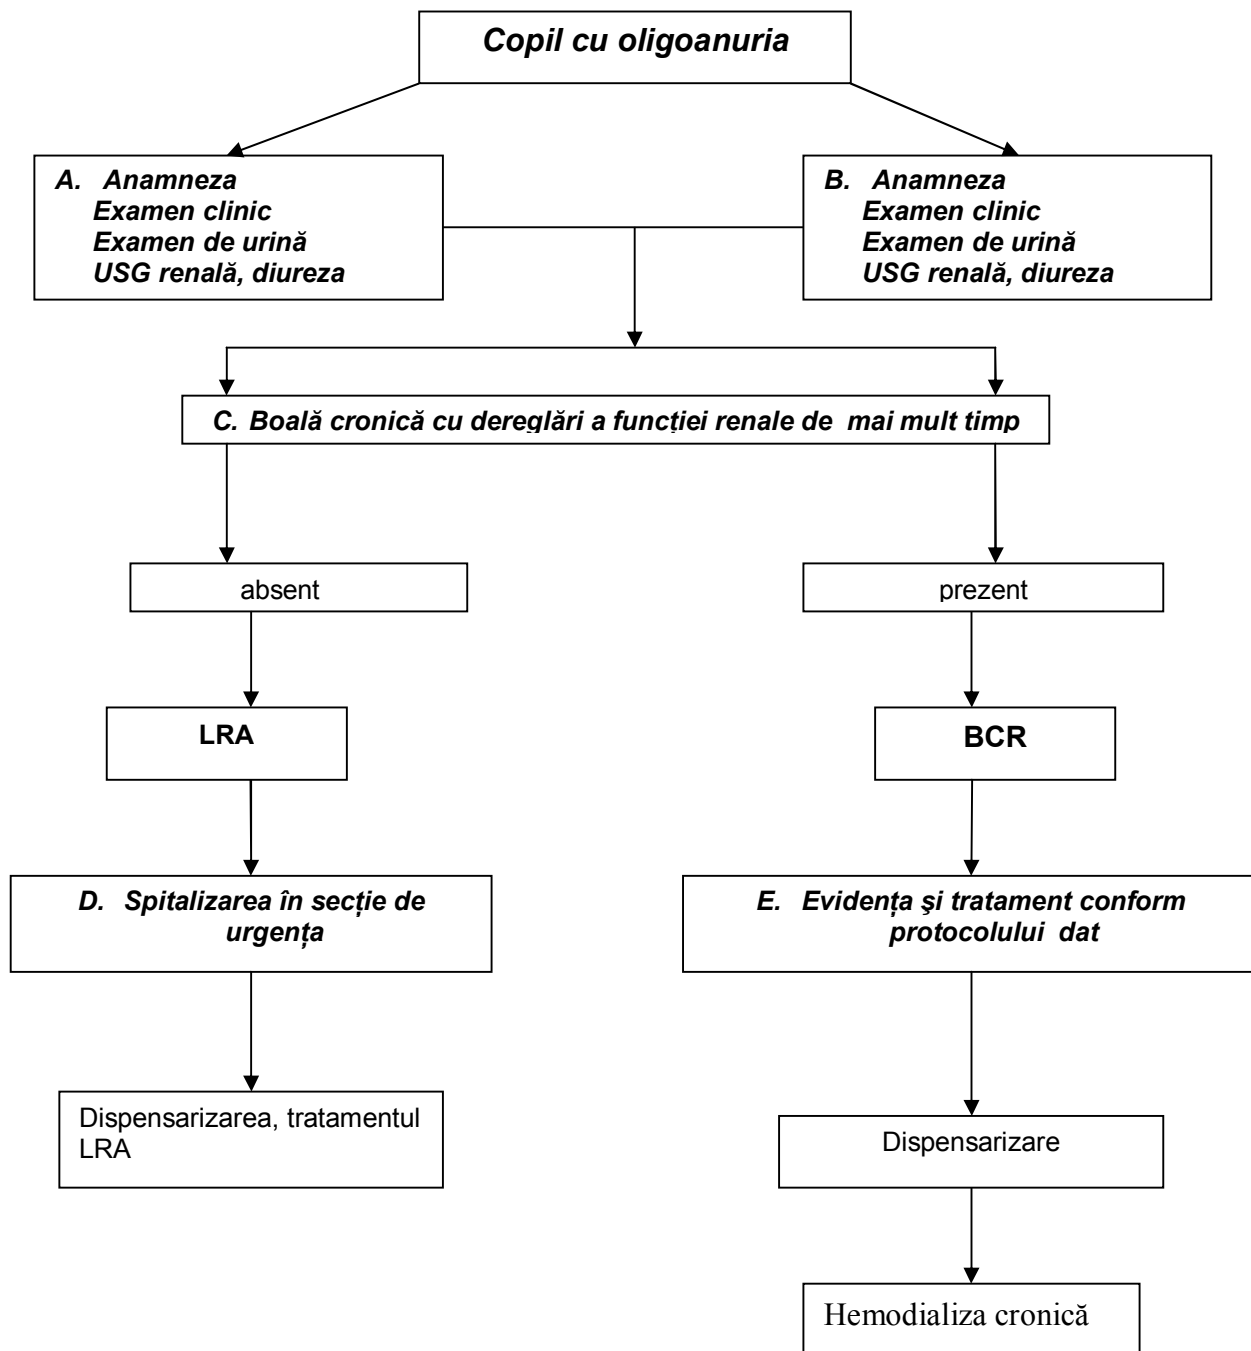 Copil cu oligoanuria
A. Anamneza
Examen clinic
Examen de urină
USG renală, diureza
B. Anamneza
Examen clinic
Examen de urină
USG renală, diureza
C. Boală cronică cu dereglări a funcției renale de mai mult timp
absent
prezent
LRA
BCR
D. Spitalizarea în secție de
urgența
E. Evidența şi tratament conform
protocolului dat
Dispensarizarea, tratamentul
LRA
Dispensarizare
Hemodializa cronică